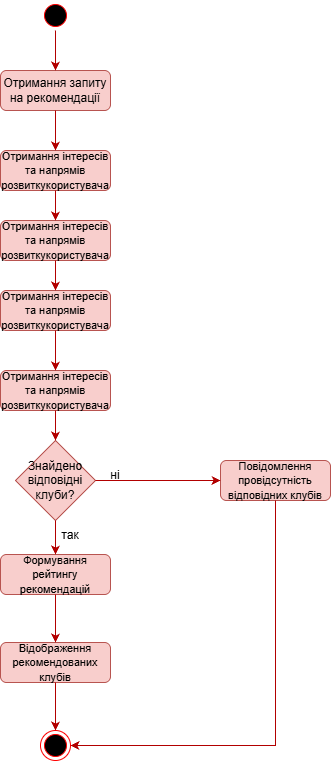 Отримання запиту
на рекомендації
Отримання інтересів
та напрямів
розвиткукористувача
Отримання інтересів
та напрямів
розвиткукористувача
Отримання інтересів
та напрямів
розвиткукористувача
Отримання інтересів
та напрямів
розвиткукористувача
Знайдено
відповідні
клуби?
ні
Повідомлення
провідсутність
відповідних клубів
так
Формування
рейтингу
рекомендацій
Відображення
рекомендованих
клубів